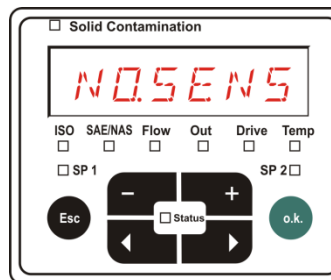 Solid Contamination
NO.SENS
ISO SAE/NAS Flow Out Drive Temp
SP 1 SP 2
- +
Esc Status o.k.